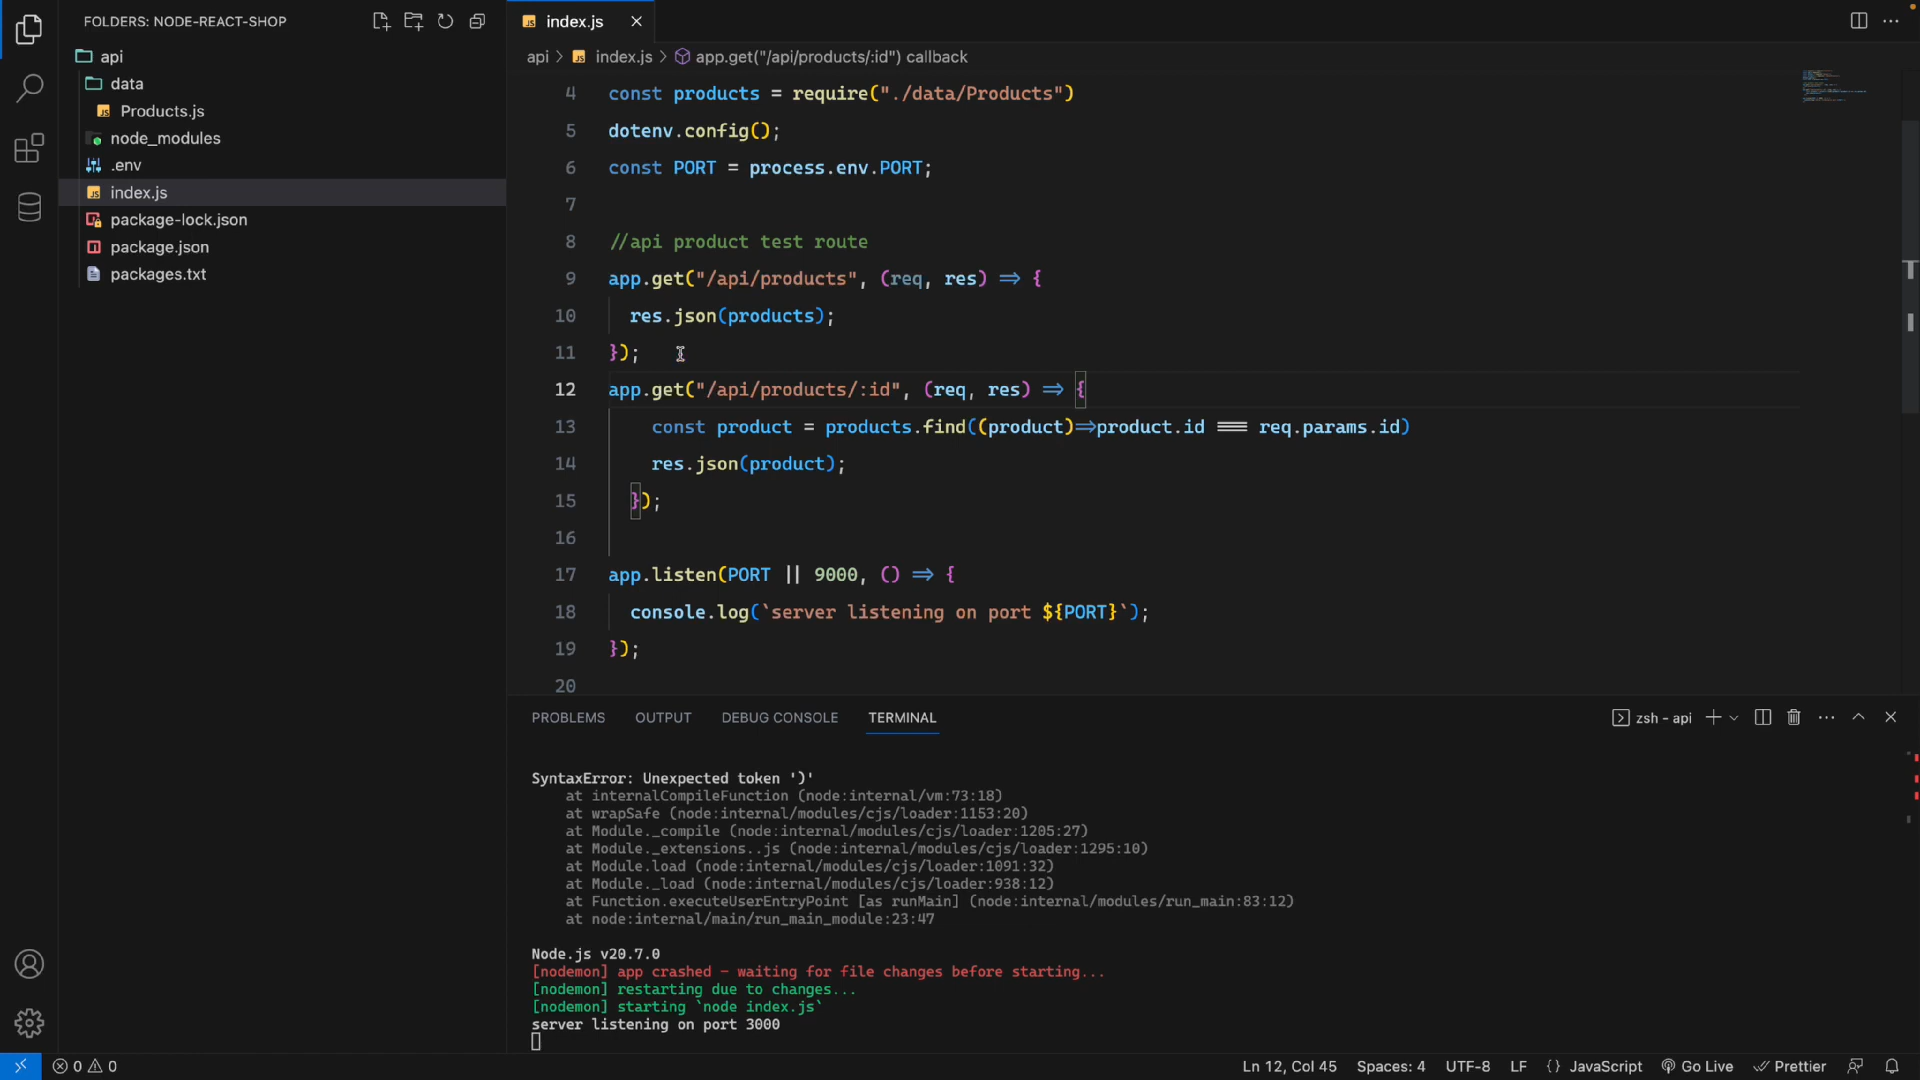 FOLDERS: NODE-REACT-SHOP
api
data
Products.js
node_modules
.env
index.js
package-lock.json
package.json
packages.txt
index.js
api > index.js > app.get("/api/products/:id") callback
4 const products = require("./data/Products")
5 dotenv.config();
6 const PORT = process.env.PORT;
7
8 //api product test route
9 app.get("/api/products", (req, res) => {
10 res.json(products);
11 });
12 app.get("/api/products/:id", (req, res) => {
13 const product = products.find((product)=>product.id === req.params.id)
14 res.json(product);
15 });
16
17 app.listen(PORT || 9000, () => {
18 console.log(`server listening on port ${PORT}`);
19 });
20
PROBLEMS OUTPUT DEBUG CONSOLE TERMINAL
zsh - api
SyntaxError: Unexpected token ')'
at internalCompileFunction (node:internal/vm:73:18)
at wrapSafe (node:internal/modules/cjs/loader:1153:20)
at Module._compile (node:internal/modules/cjs/loader:1205:27)
at Module._extensions..js (node:internal/modules/cjs/loader:1295:10)
at Module.load (node:internal/modules/cjs/loader:1091:32)
at Module._load (node:internal/modules/cjs/loader:938:12)
at Function.executeUserEntryPoint [as runMain] (node:internal/modules/run_main:83:12)
at node:internal/main/run_main_module:23:47
Node.js v20.7.0
[nodemon] app crashed - waiting for file changes before starting...
[nodemon] restarting due to changes...
[nodemon] starting `node index.js`
server listening on port 3000
0 0
Ln 12, Col 45 Spaces: 4 UTF-8 LF {} JavaScript Go Live Prettier